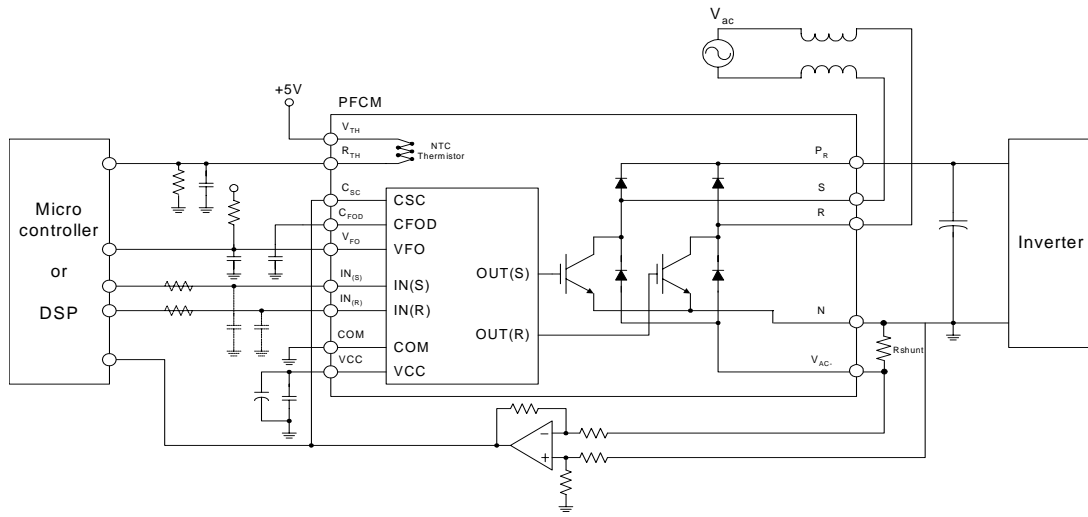 V ac
+5V
PFCM
V TH
NTC
Thermistor
R TH
P R
S
R
C SC
CSC
C FOD
CFOD
V FO
VFO
IN (S)
IN(S)
IN (R)
IN(R)
COM
COM
VCC
VCC
OUT(S)
OUT(R)
N
V AC-
Rshunt
Micro
controller
or
DSP
Inverter
−
+